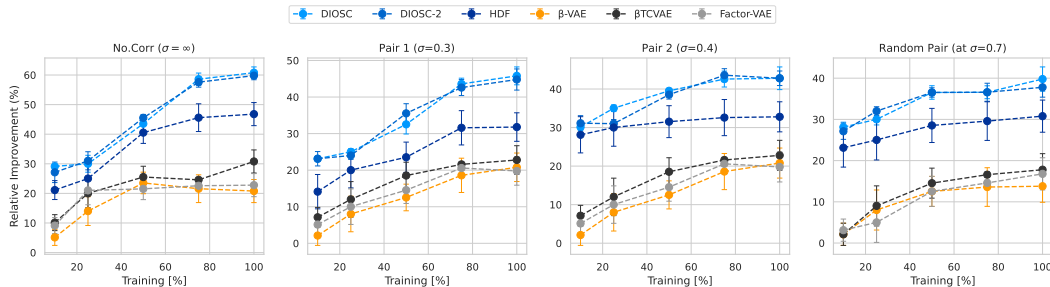 DIOSC DIOSC-2 HDF β-VAE βTCVAE Factor-VAE
No.Corr (σ = ∞) Pair 1 (σ=0.3) Pair 2 (σ=0.4) Random Pair (at σ=0.7)
Relative Improvement (%)
60
50
40
30
20
10
0
20 40 60 80 100
Training [%]
50
40
30
20
10
0
20 40 60 80 100
Training [%]
40
30
20
10
0
20 40 60 80 100
Training [%]
40
30
20
10
0
20 40 60 80 100
Training [%]